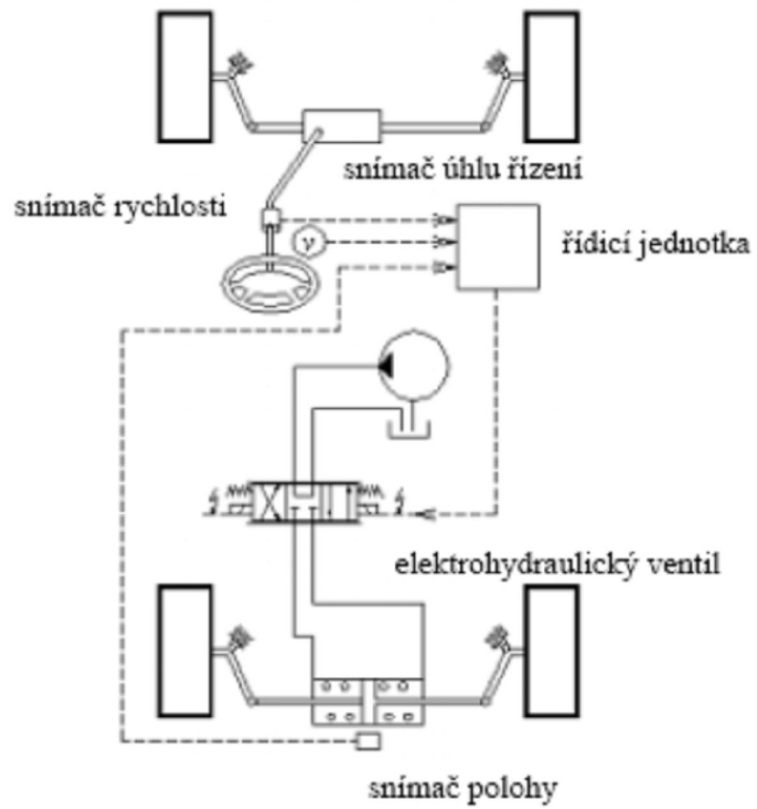 snímač úhlu řízení
snímač rychlosti
v
řídicí jednotka
elektrohydraulický ventil
snímač polohy